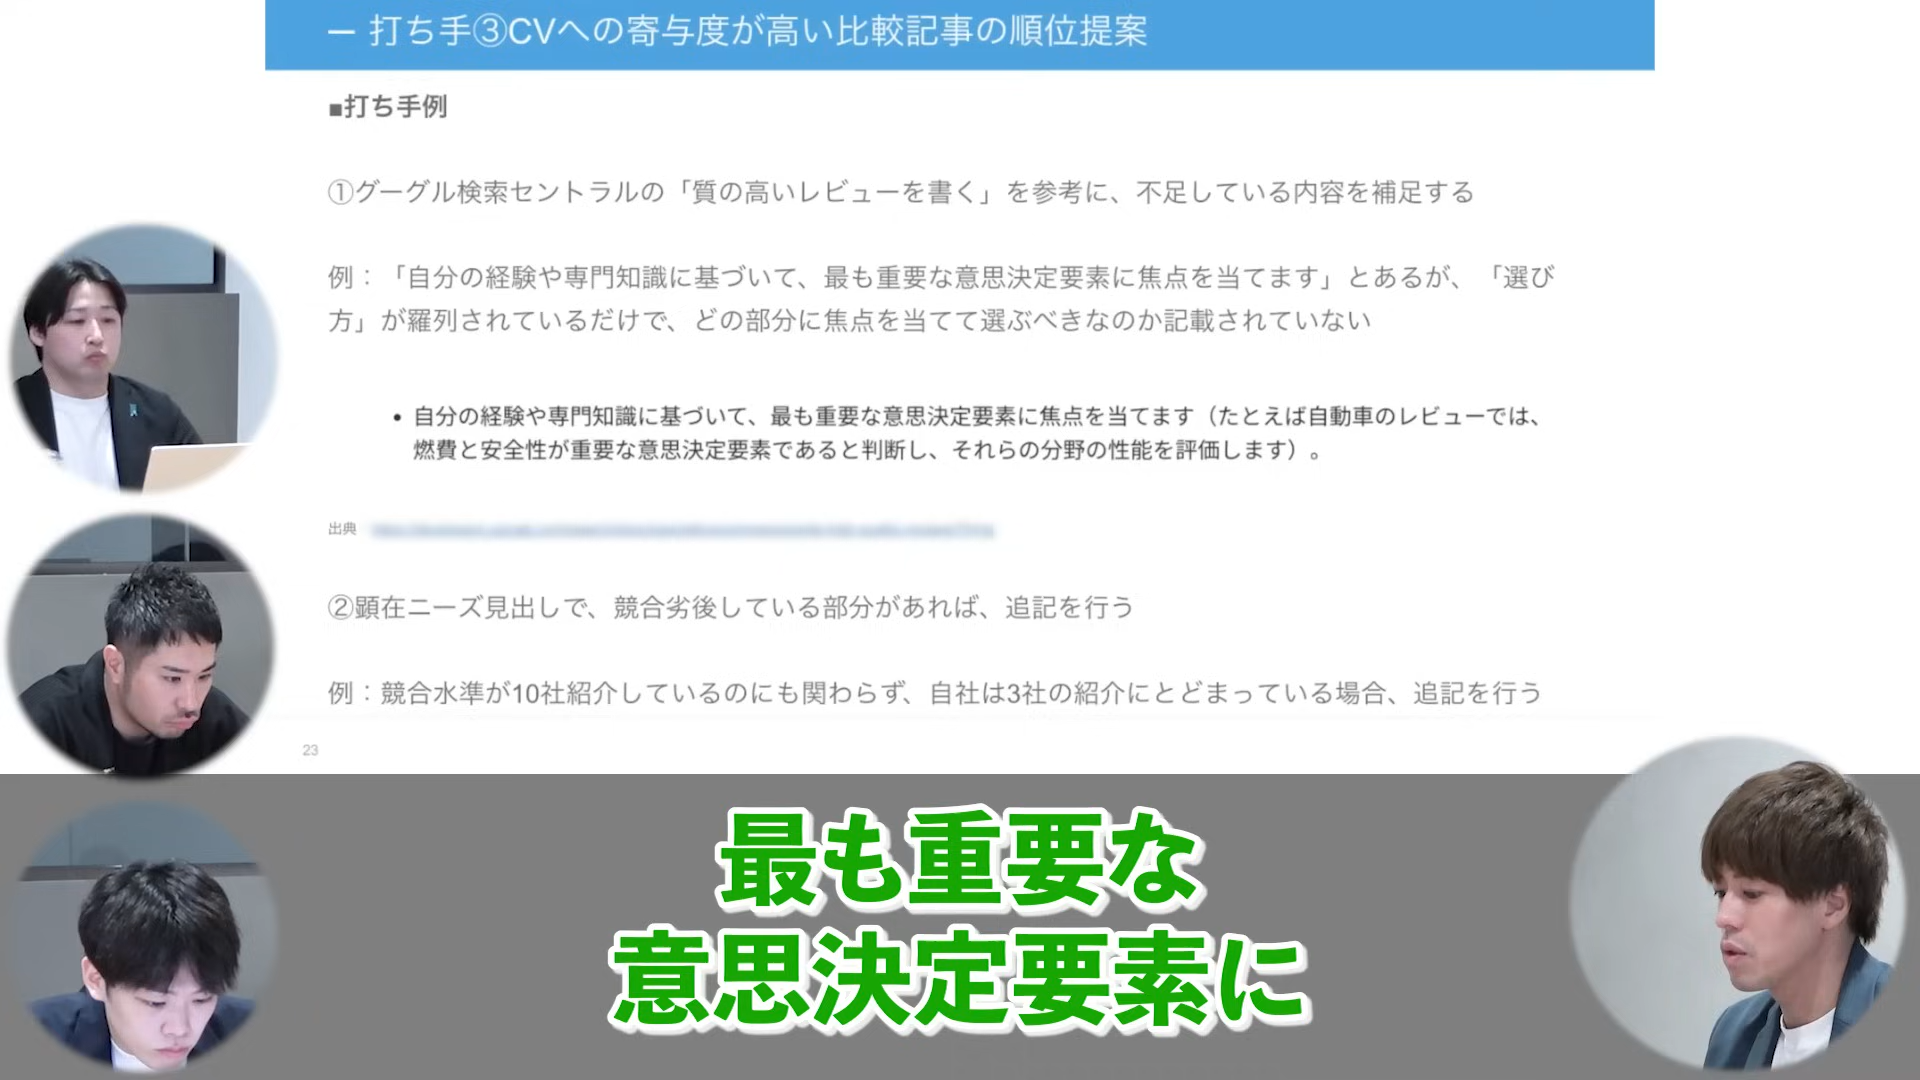 ー 打ち手③CVへの寄与度が高い比較記事の順位提案
■打ち手例
①グーグル検索セントラルの「質の高いレビューを書く」を参考に、不足している内容を補足する
例：「自分の経験や専門知識に基づいて、最も重要な意思決定要素に焦点を当てます」とあるが、「選び
方」が羅列されているだけで、どの部分に焦点を当てて選ぶべきなのか記載されていない
• 自分の経験や専門知識に基づいて、最も重要な意思決定要素に焦点を当てます（たとえば自動車のレビューでは、
燃費と安全性が重要な意思決定要素であると判断し、それらの分野の性能を評価します）。
出典
②顕在ニーズ見出しで、競合劣後している部分があれば、追記を行う
例：競合水準が10社紹介しているのにも関わらず、自社は3社の紹介にとどまっている場合、追記を行う
23
最も重要な
意思決定要素に